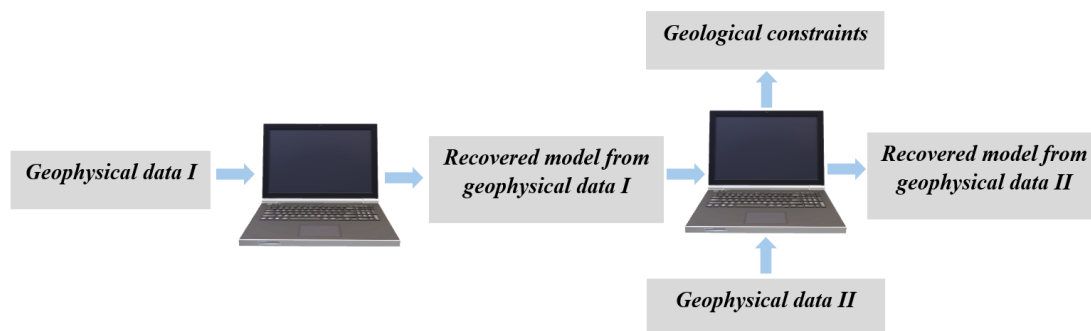 Geological constraints
Geophysical data I
Recovered model from
geophysical data I
Recovered model from
geophysical data II
Geophysical data II